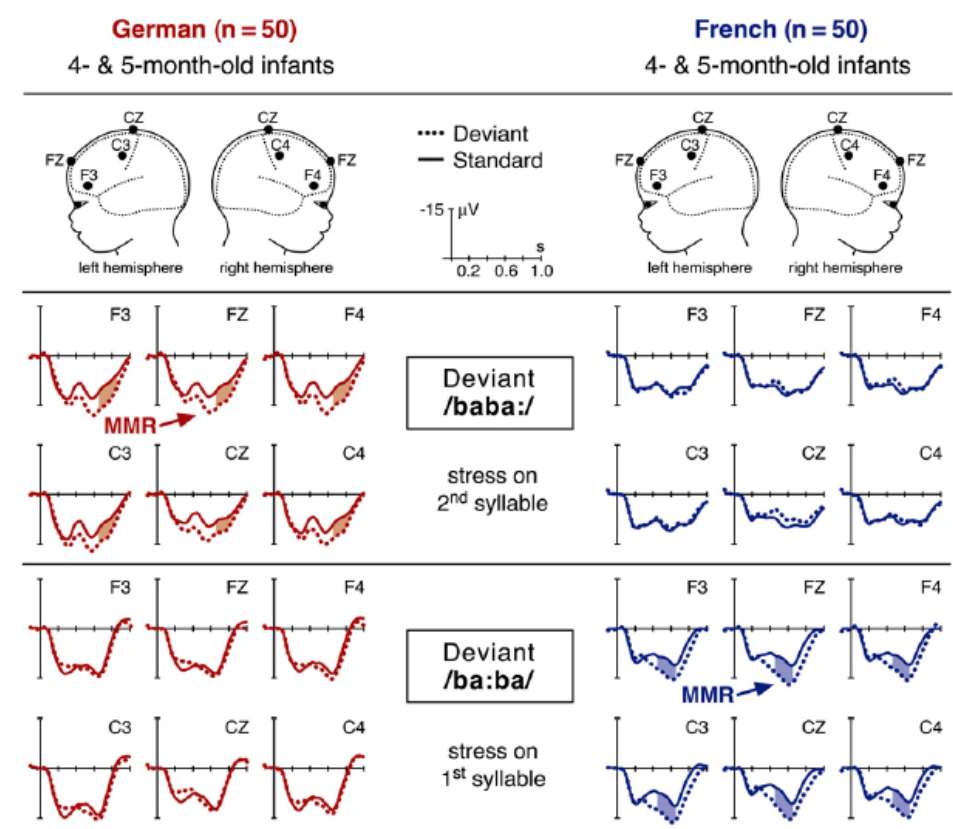 German (n = 50)
4- & 5-month-old infants
French (n = 50)
4- & 5-month-old infants
CZ
C3
FZ
F3
left hemisphere
CZ
C4
FZ
F4
right hemisphere
Deviant
Standard
-15 µV
s
0.2 0.6 1.0
CZ
C3
FZ
F3
left hemisphere
CZ
C4
FZ
F4
right hemisphere
F3 FZ F4
MMR
C3 CZ C4
Deviant
/baba:/
stress on
2nd syllable
F3 FZ F4
C3 CZ C4
F3 FZ F4
C3 CZ C4
Deviant
/ba:ba/
stress on
1st syllable
F3 FZ F4
MMR
C3 CZ C4